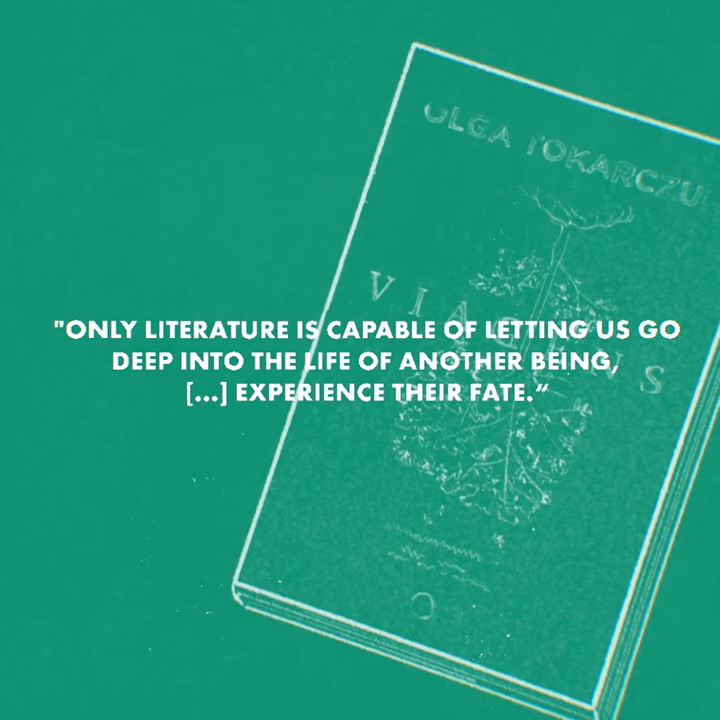 OLGA TOKARCZU
"ONLY LITERATURE IS CAPABLE OF LETTING US GO
DEEP INTO THE LIFE OF ANOTHER BEING,
[...] EXPERIENCE THEIR FATE.“